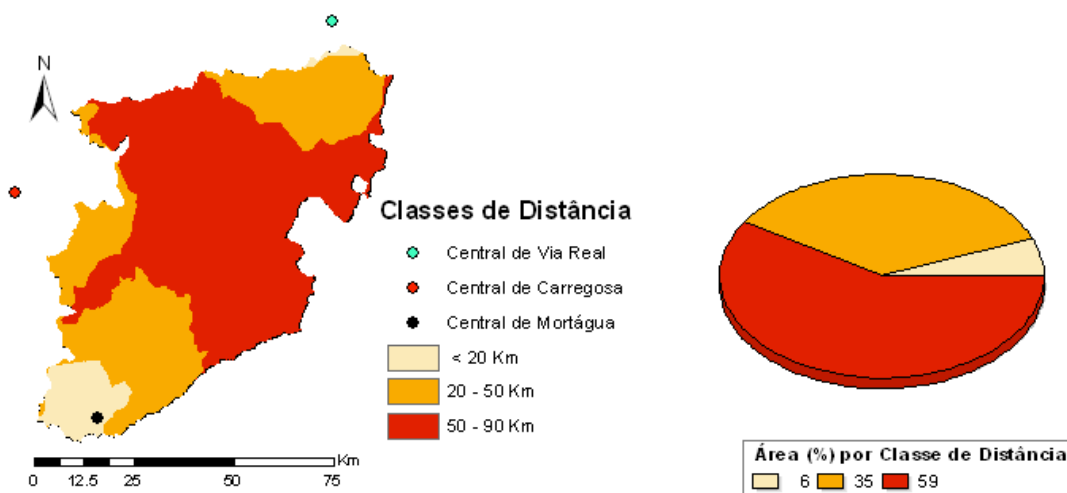 N
Classes de Distância
Central de Via Real
Central de Carregosa
Central de Mortágua
< 20 Km
20 - 50 Km
50 - 90 Km
Km
0 12.5 25 50 75
Área (%) por Classe de Distância
6 35 59